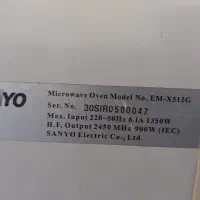 NYO
Microwave Oven Model No. EM-X512G
Ser. No. 30SIR0500047
Max. Input 220~50Hz 6.1A 1350W
H.F. Output 2450 MHz 900W (IEC)
SANYO Electric Co., Ltd.